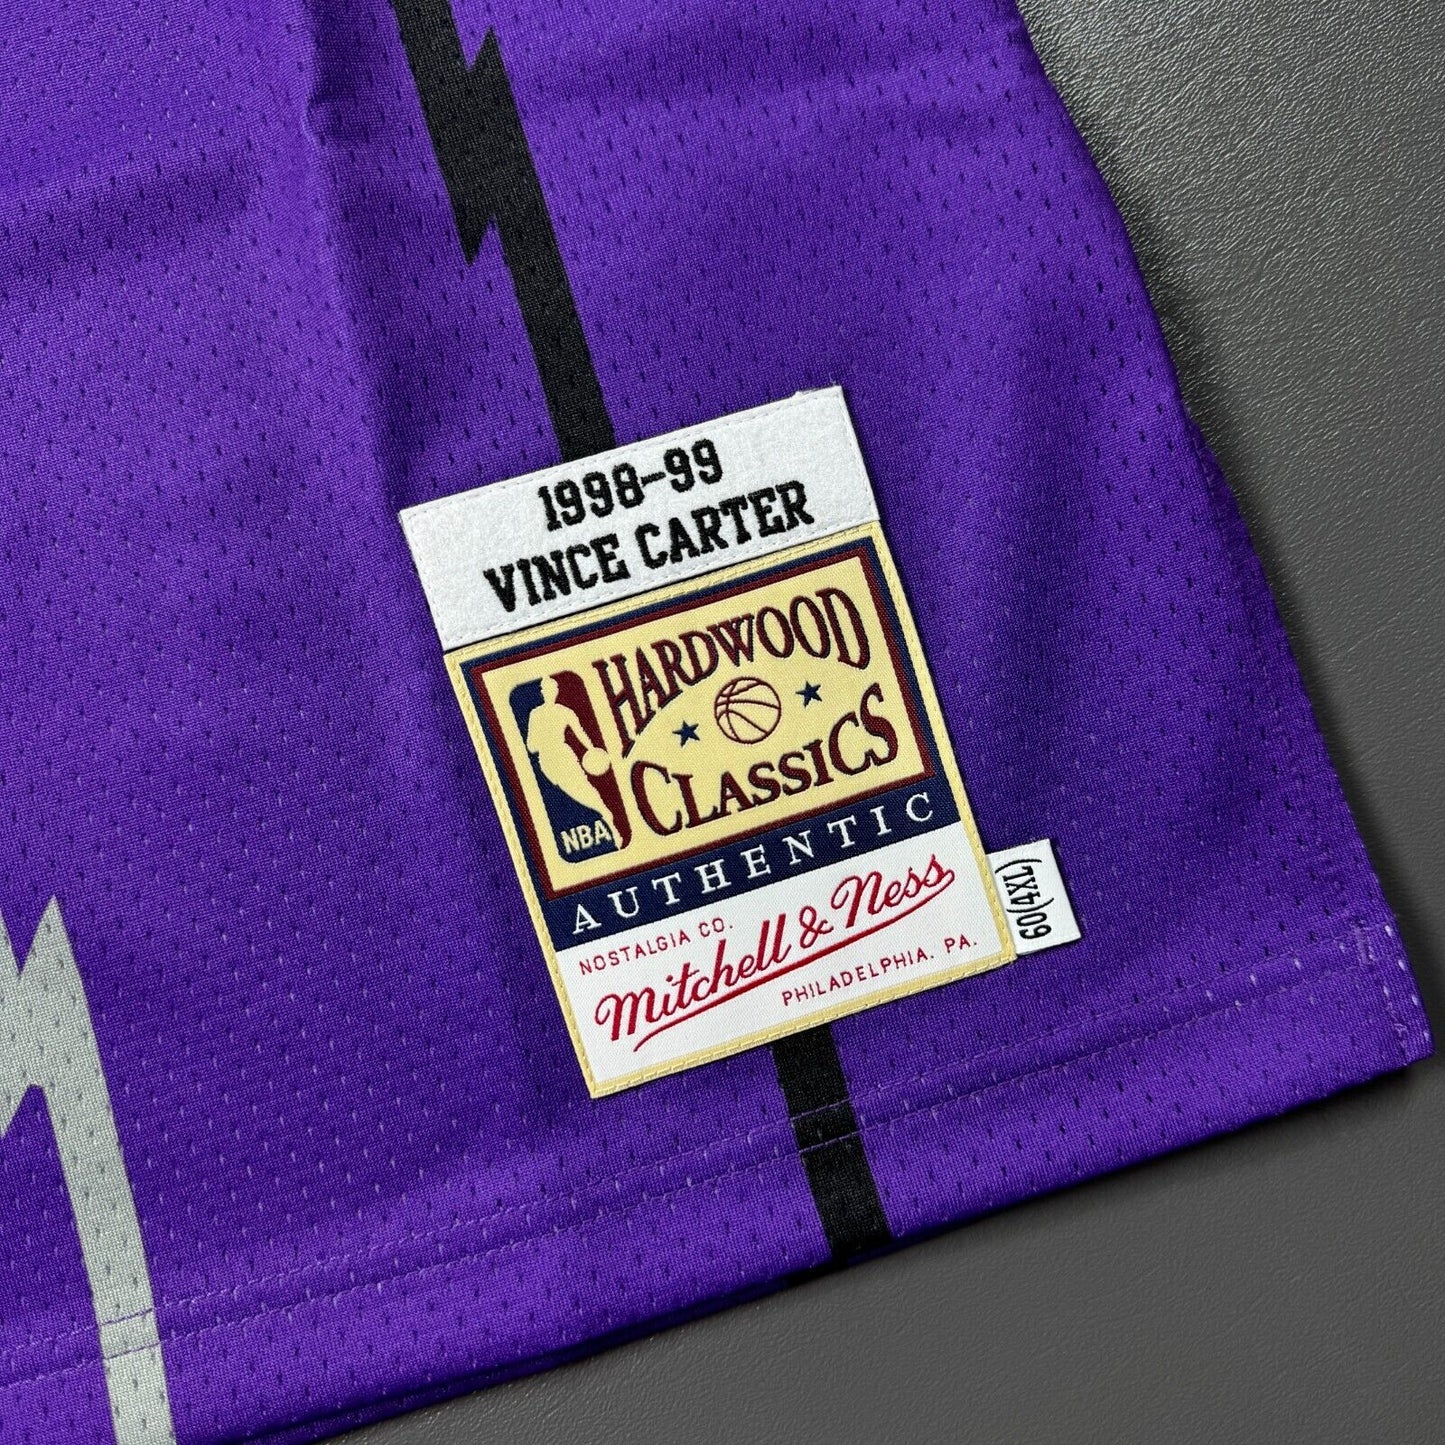 1998-99
VINCE CARTER
HARDWOOD
CLASSICS
NBA
AUTHENTIC
NOSTALGIA CO.
Mitchell & Ness
PHILADELPHIA, PA.
60(4XL)